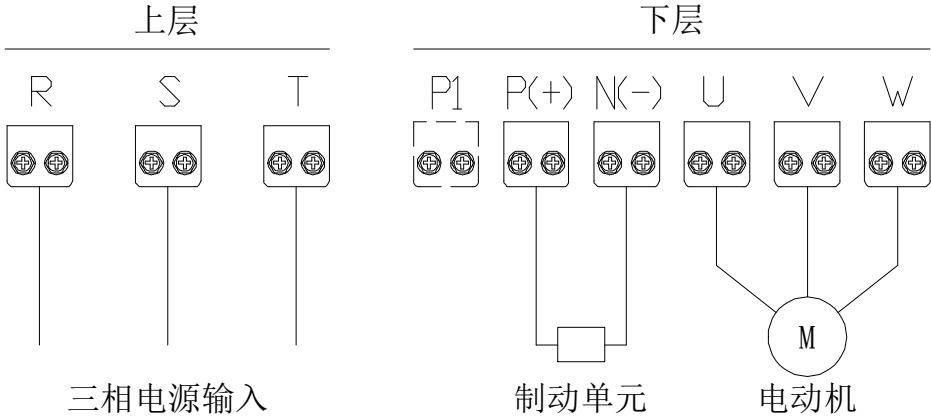 上层 下层
R S T P1 P(+) N(-) U V W
M
三相电源输入 制动单元 电动机